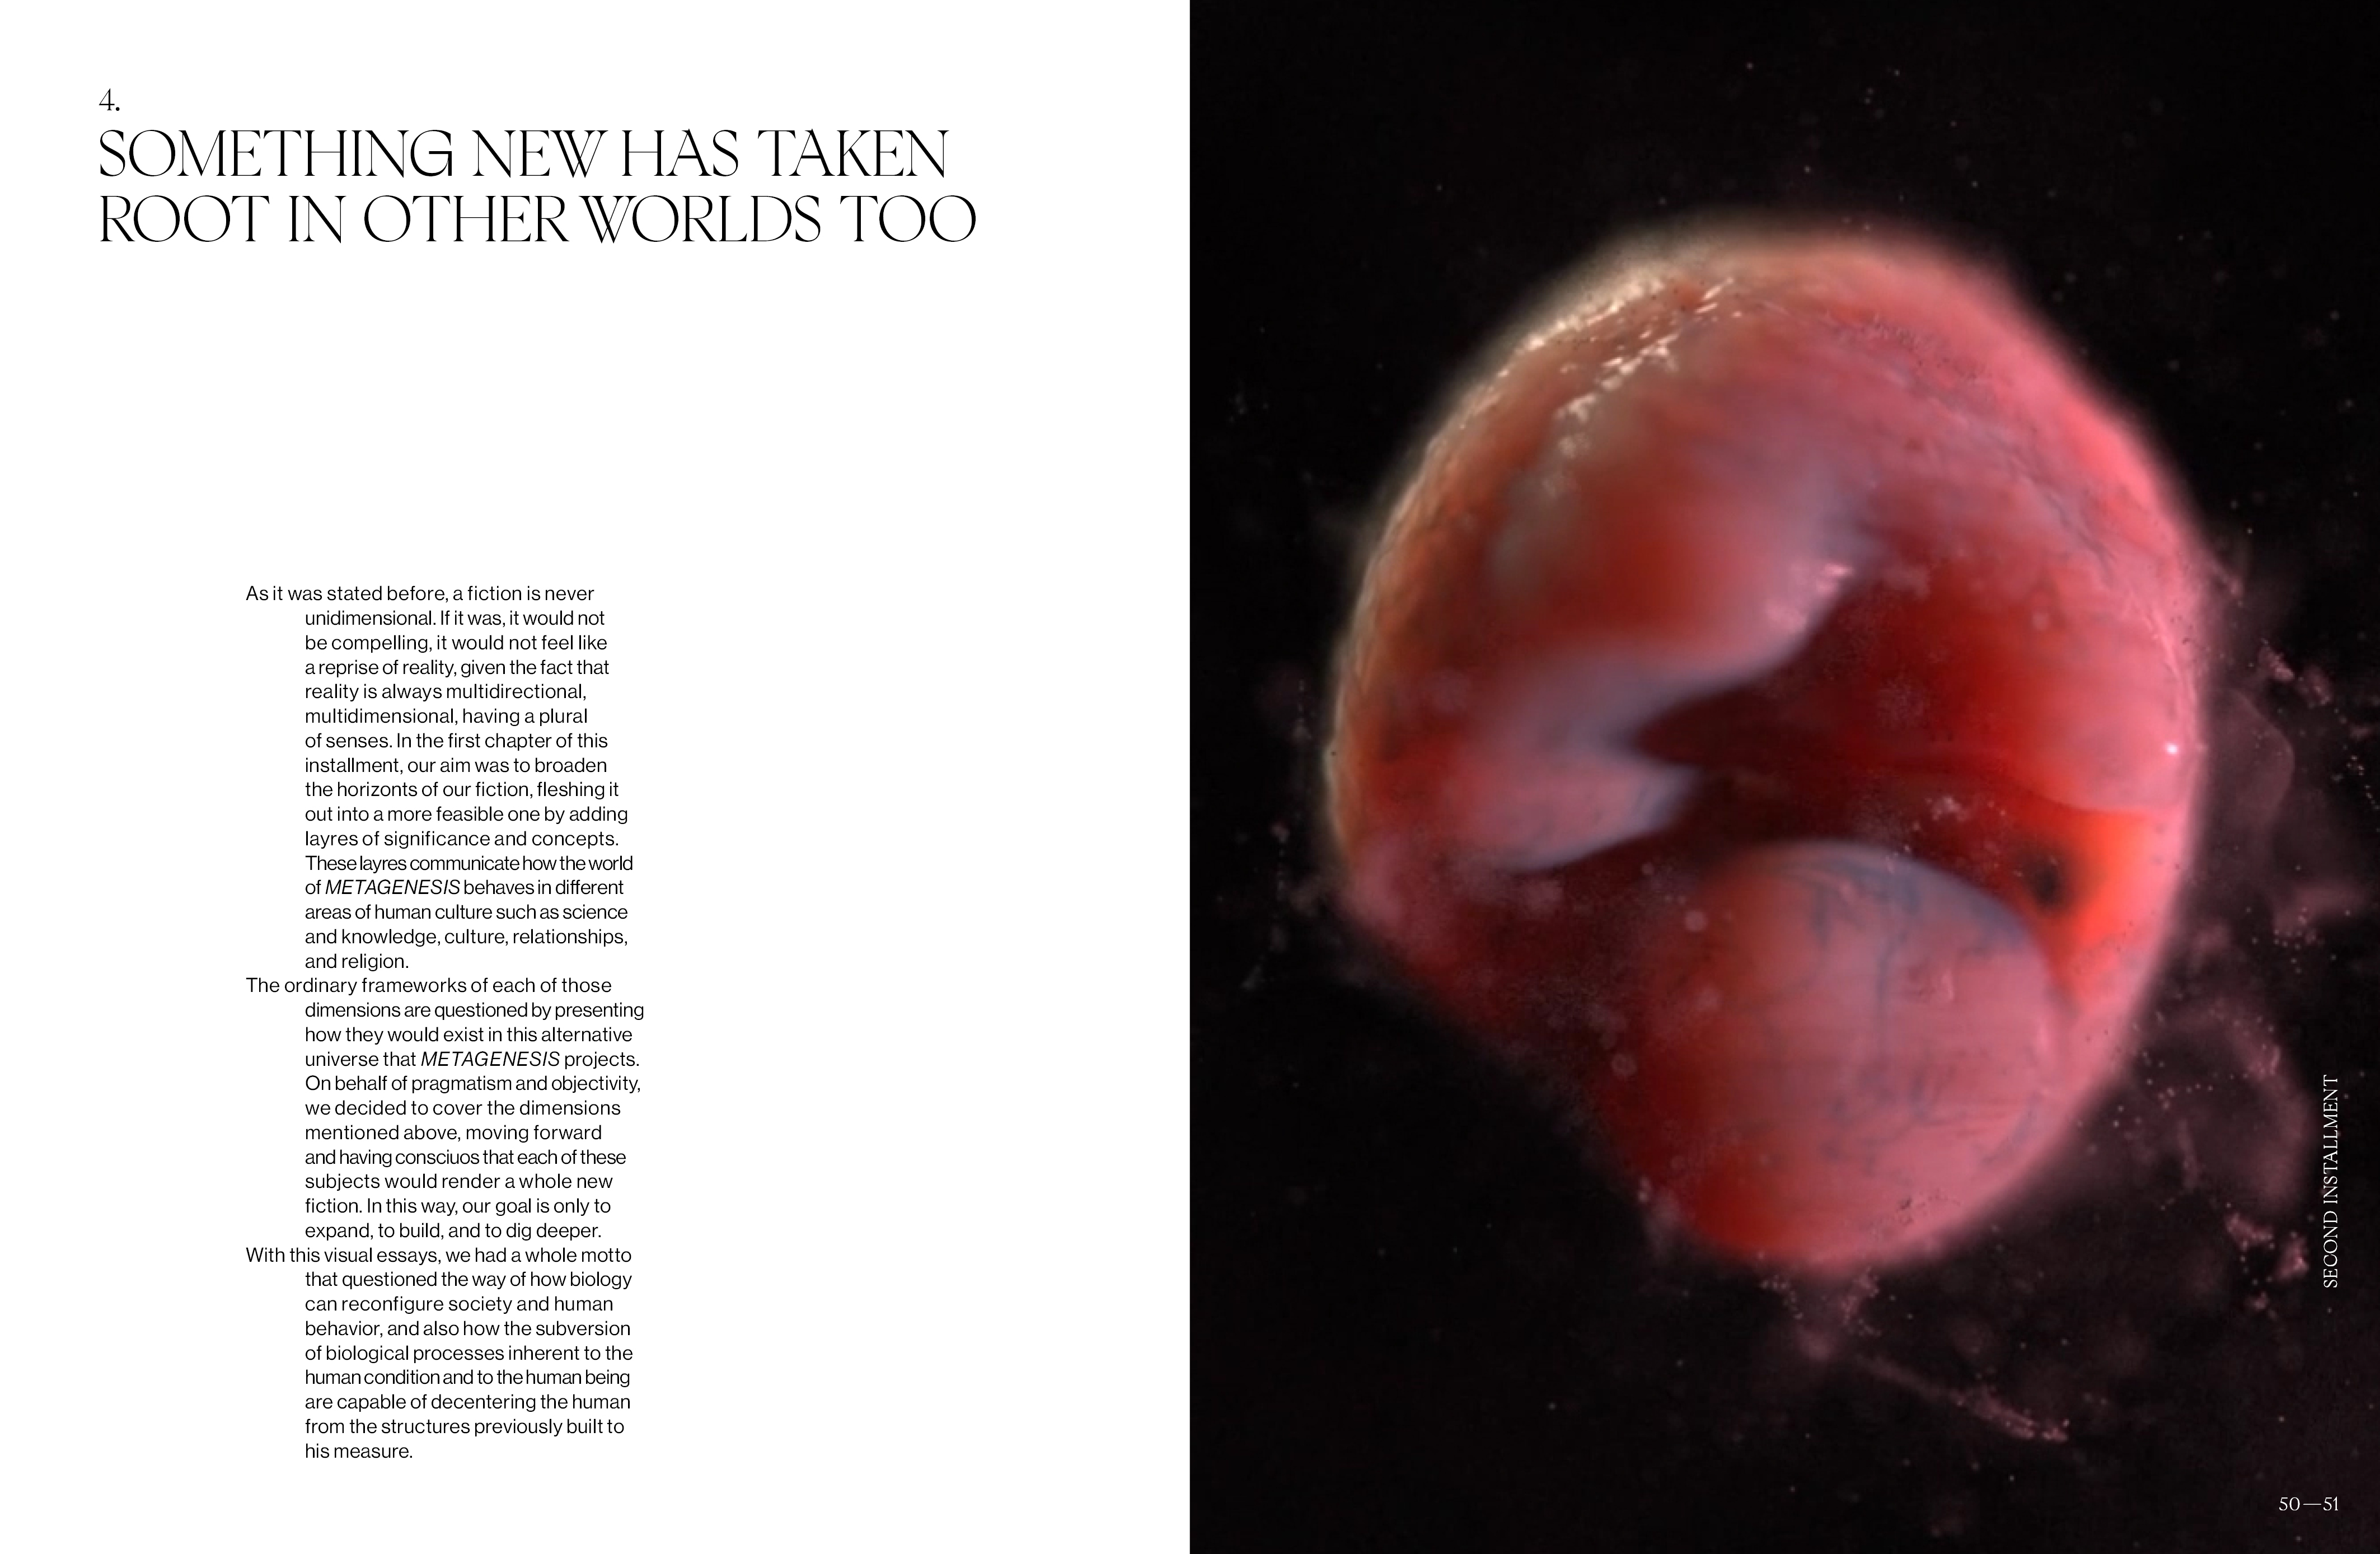 4.
SOMETHING NEW HAS TAKEN
ROOT IN OTHER WORLDS TOO
As it was stated before, a fiction is never
unidimensional. If it was, it would not
be compelling, it would not feel like
a reprise of reality, given the fact that
reality is always multidirectional,
multidimensional, having a plural
of senses. In the first chapter of this
installment, our aim was to broaden
the horizonts of our fiction, fleshing it
out into a more feasible one by adding
layres of significance and concepts.
These layres communicate how the world
of METAGENESIS behaves in different
areas of human culture such as science
and knowledge, culture, relationships,
and religion.
The ordinary frameworks of each of those
dimensions are questioned by presenting
how they would exist in this alternative
universe that METAGENESIS projects.
On behalf of pragmatism and objectivity,
we decided to cover the dimensions
mentioned above, moving forward
and having consciuos that each of these
subjects would render a whole new
fiction. In this way, our goal is only to
expand, to build, and to dig deeper.
With this visual essays, we had a whole motto
that questioned the way of how biology
can reconfigure society and human
behavior, and also how the subversion
of biological processes inherent to the
human condition and to the human being
are capable of decentering the human
from the structures previously built to
his measure.
SECOND INSTALLMENT
50—51